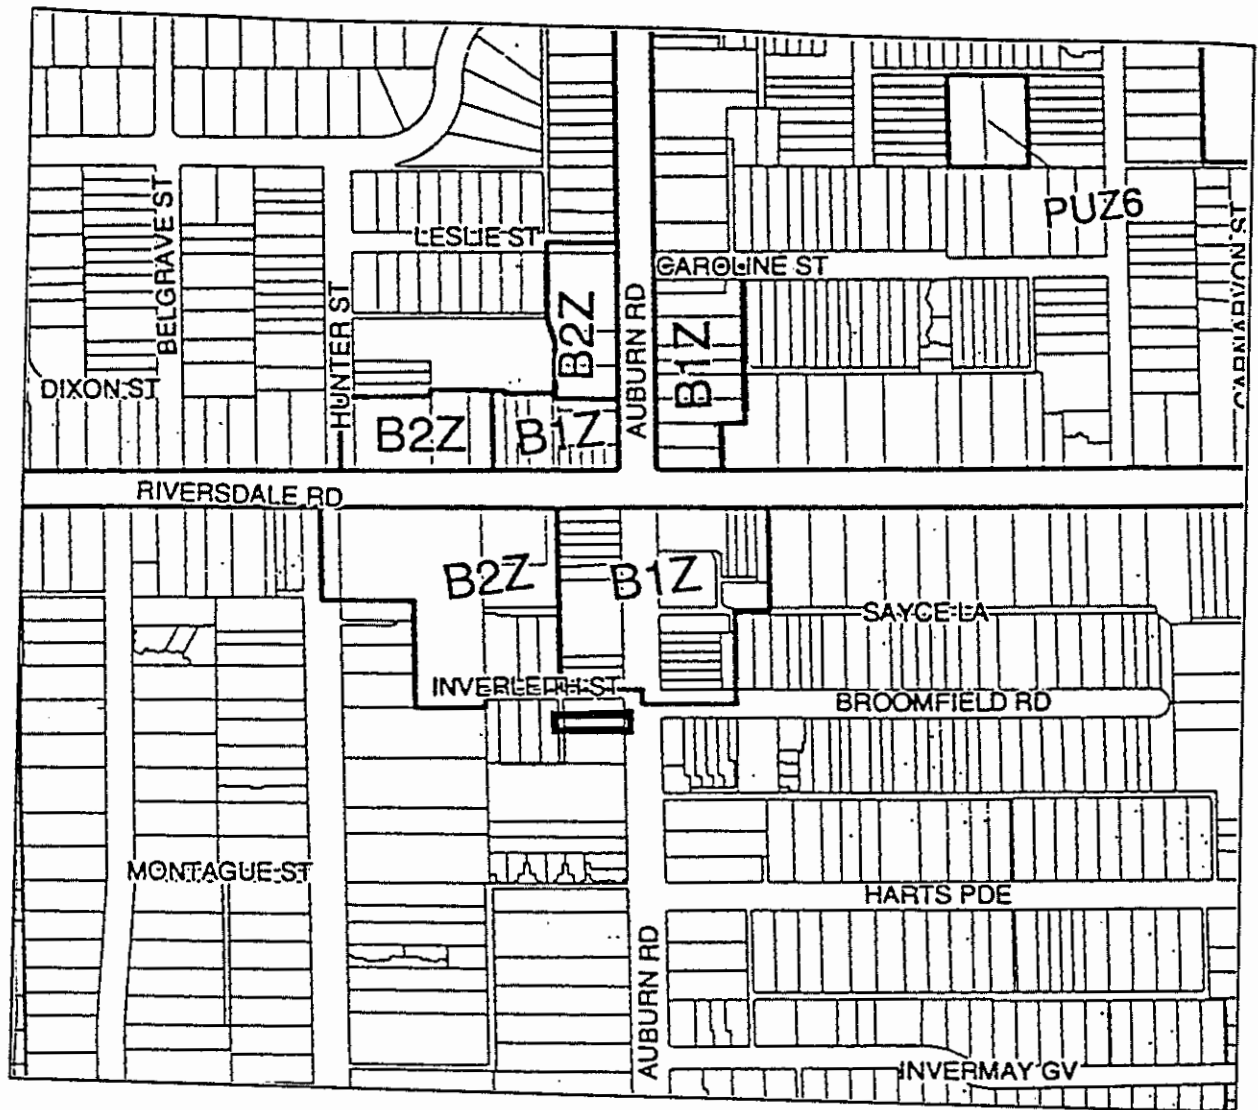 PUZ6
BELGRAVE ST
LESLIE ST
CAROLINE ST
CARNARVON ST
HUNTER ST
B2Z
AUBURN RD
B1Z
DIXON ST
B2Z
B1Z
RIVERSDALE RD
B2Z
B1Z
SAYCE LA
INVERLEITH ST
BROOMFIELD RD
MONTAGUE ST
HARTS PDE
AUBURN RD
INVERMAY GV